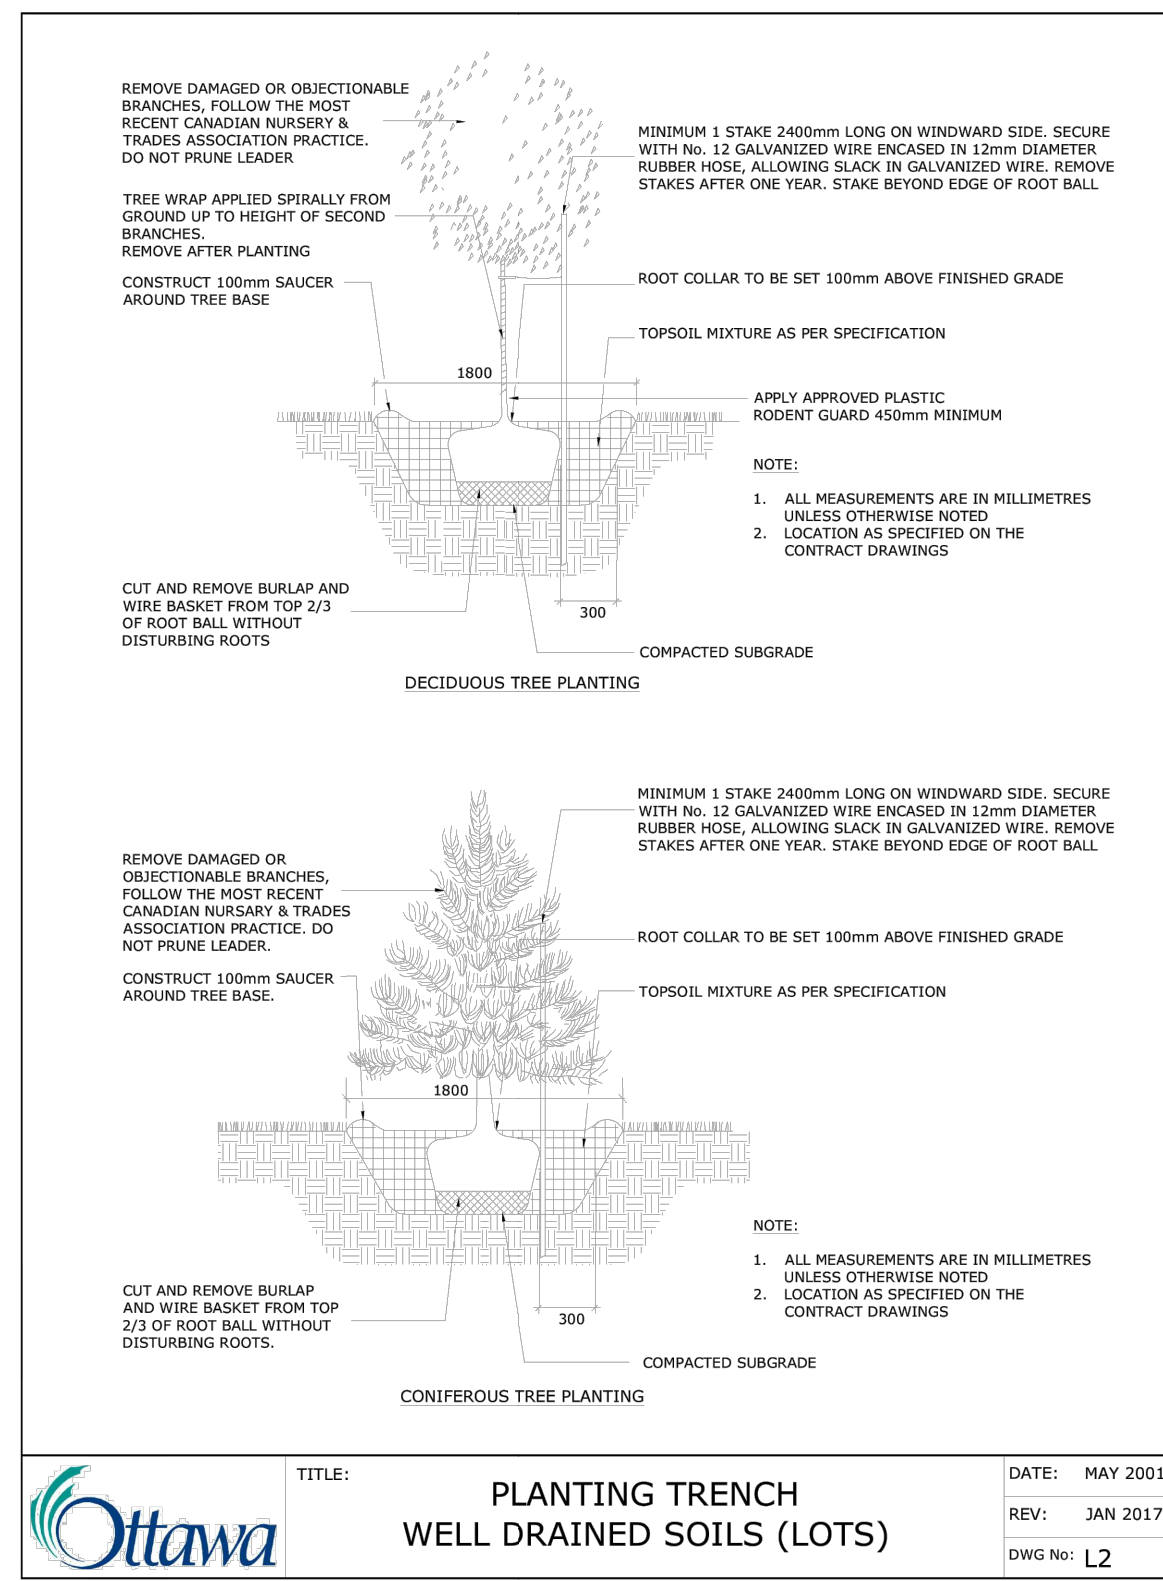 REMOVE DAMAGED OR OBJECTIONABLE
BRANCHES, FOLLOW THE MOST
RECENT CANADIAN NURSERY &
TRADES ASSOCIATION PRACTICE.
DO NOT PRUNE LEADER
MINIMUM 1 STAKE 2400mm LONG ON WINDWARD SIDE. SECURE
WITH No. 12 GALVANIZED WIRE ENCASED IN 12mm DIAMETER
RUBBER HOSE, ALLOWING SLACK IN GALVANIZED WIRE. REMOVE
STAKES AFTER ONE YEAR. STAKE BEYOND EDGE OF ROOT BALL
TREE WRAP APPLIED SPIRALLY FROM
GROUND UP TO HEIGHT OF SECOND
BRANCHES.
REMOVE AFTER PLANTING
CONSTRUCT 100mm SAUCER
AROUND TREE BASE
ROOT COLLAR TO BE SET 100mm ABOVE FINISHED GRADE
TOPSOIL MIXTURE AS PER SPECIFICATION
1800
APPLY APPROVED PLASTIC
RODENT GUARD 450mm MINIMUM
NOTE:
1. ALL MEASUREMENTS ARE IN MILLIMETRES
UNLESS OTHERWISE NOTED
2. LOCATION AS SPECIFIED ON THE
CONTRACT DRAWINGS
CUT AND REMOVE BURLAP AND
WIRE BASKET FROM TOP 2/3
OF ROOT BALL WITHOUT
DISTURBING ROOTS
300
COMPACTED SUBGRADE
DECIDUOUS TREE PLANTING
MINIMUM 1 STAKE 2400mm LONG ON WINDWARD SIDE. SECURE
WITH No. 12 GALVANIZED WIRE ENCASED IN 12mm DIAMETER
RUBBER HOSE, ALLOWING SLACK IN GALVANIZED WIRE. REMOVE
STAKES AFTER ONE YEAR. STAKE BEYOND EDGE OF ROOT BALL
REMOVE DAMAGED OR
OBJECTIONABLE BRANCHES,
FOLLOW THE MOST RECENT
CANADIAN NURSARY & TRADES
ASSOCIATION PRACTICE. DO
NOT PRUNE LEADER.
ROOT COLLAR TO BE SET 100mm ABOVE FINISHED GRADE
CONSTRUCT 100mm SAUCER
AROUND TREE BASE.
TOPSOIL MIXTURE AS PER SPECIFICATION
1800
NOTE:
1. ALL MEASUREMENTS ARE IN MILLIMETRES
UNLESS OTHERWISE NOTED
2. LOCATION AS SPECIFIED ON THE
CONTRACT DRAWINGS
CUT AND REMOVE BURLAP
AND WIRE BASKET FROM TOP
2/3 OF ROOT BALL WITHOUT
DISTURBING ROOTS.
300
COMPACTED SUBGRADE
CONIFEROUS TREE PLANTING
Ottawa
TITLE:
PLANTING TRENCH
WELL DRAINED SOILS (LOTS)
DATE: MAY 2001
REV: JAN 2017
DWG No: L2